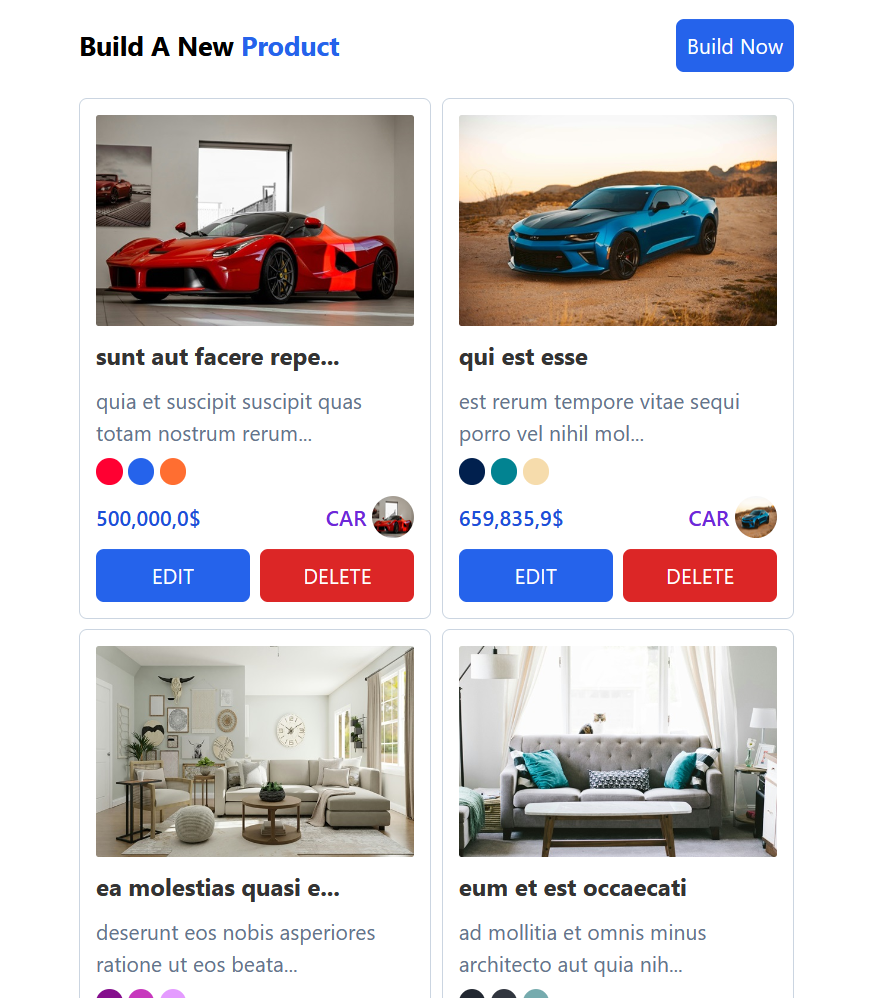 Build A New Product
Build Now
sunt aut facere repe...
quia et suscipit suscipit quas
totam nostrum rerum...
500,000,0$
CAR
EDIT
DELETE
qui est esse
est rerum tempore vitae sequi
porro vel nihil mol...
659,835,9$
CAR
EDIT
DELETE
ea molestias quasi e...
deserunt eos nobis asperiores
ratione ut eos beata...
eum et est occaecati
ad mollitia et omnis minus
architecto aut quia nih...